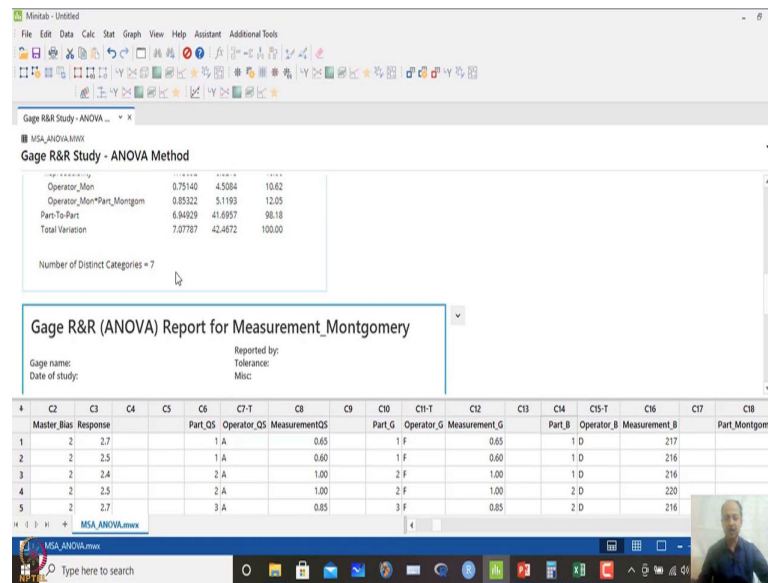 Minitab - Untitled
File Edit Data Calc Stat Graph View Help Assistant Additional Tools
Gage R&R Study - ANOVA ...
MSA_ANOVA.MWX
Gage R&R Study - ANOVA Method
Operator_Mon 0.75140 4.5084 10.62
Operator_Mon*Part_Montgom 0.85322 5.1193 12.05
Part-To-Part 6.94929 41.6957 98.18
Total Variation 7.07787 42.4672 100.00
Number of Distinct Categories = 7
Gage R&R (ANOVA) Report for Measurement_Montgomery
Reported by:
Gage name: Tolerance:
Date of study: Misc:
C2 C3 C4 C5 C6 C7-T C8 C9 C10 C11-T C12 C13 C14 C15-T C16 C17 C18
Master_Bias Response Part_QS Operator_QS MeasurementQS Part_G Operator_G Measurement_G Part_B Operator_B Measurement_B Part_Montgom
1 2 2.7 1 A 0.65 1 F 0.65 1 D 217
2 2 2.5 1 A 0.60 1 F 0.60 1 D 216
3 2 2.4 2 A 1.00 2 F 1.00 1 D 216
4 2 2.5 2 A 1.00 2 F 1.00 2 D 220
5 2 2.7 3 A 0.85 3 F 0.85 2 D 216
MSA_ANOVA.mwx
MSA_ANOVA.mwx
Type here to search
NPTEL